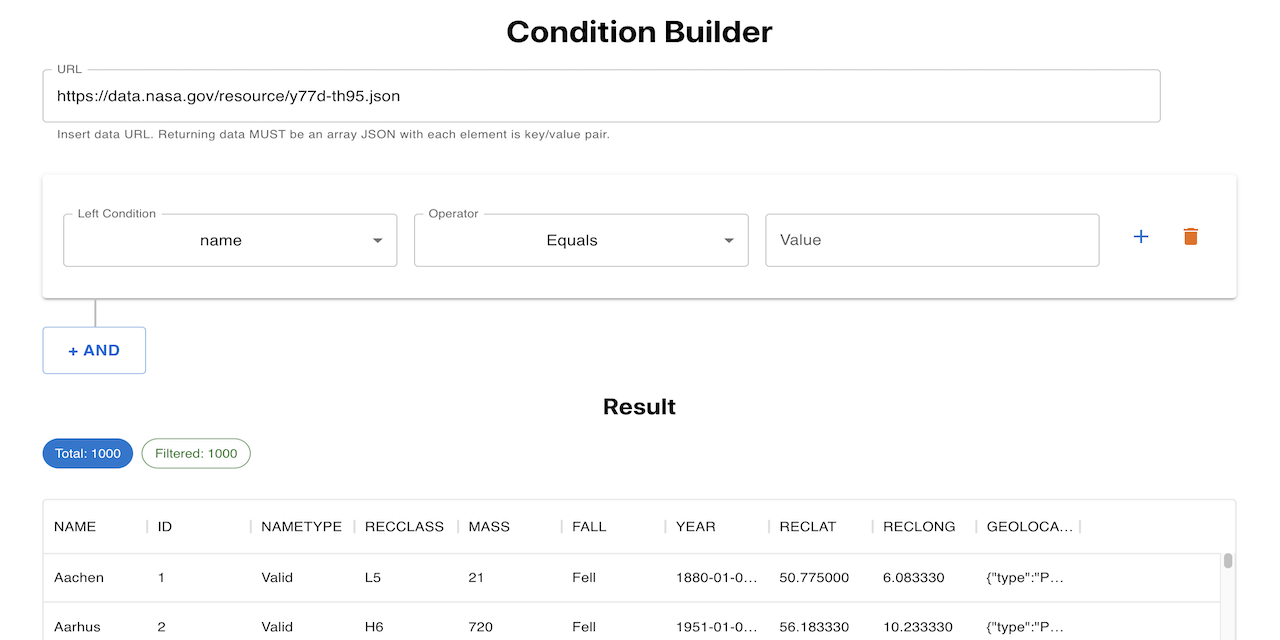 Condition Builder
URL
https://data.nasa.gov/resource/y77d-th95.json
Insert data URL. Returning data MUST be an array JSON with each element is key/value pair.
Left Condition Operator
name Equals Value +
+ AND
Result
Total: 1000 Filtered: 1000
NAME ID NAMETYPE RECCLASS MASS FALL YEAR RECLAT RECLONG GEOLOCA...
Aachen 1 Valid L5 21 Fell 1880-01-0... 50.775000 6.083330 {"type":"P...
Aarhus 2 Valid H6 720 Fell 1951-01-0... 56.183330 10.233330 {"type":"P...